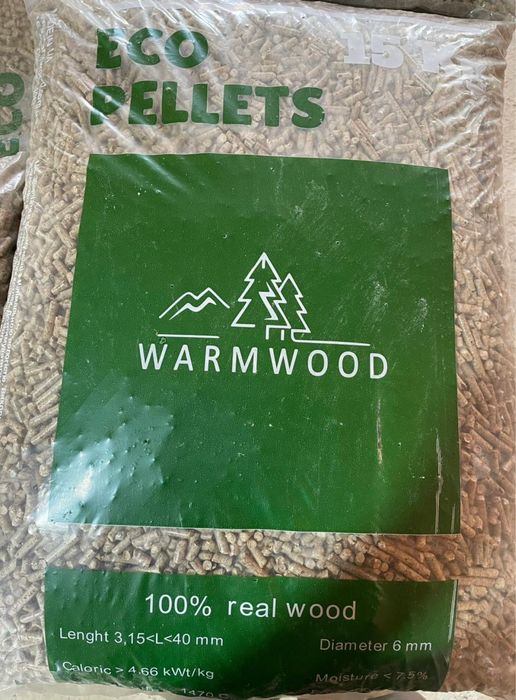 ECO
PELLETS
ECO
WARMWOOD
100% real wood
Lenght 3,15<L<40 mm
Diameter 6 mm
Caloric > 4.66 kWt/kg
Moisture < 7.5%